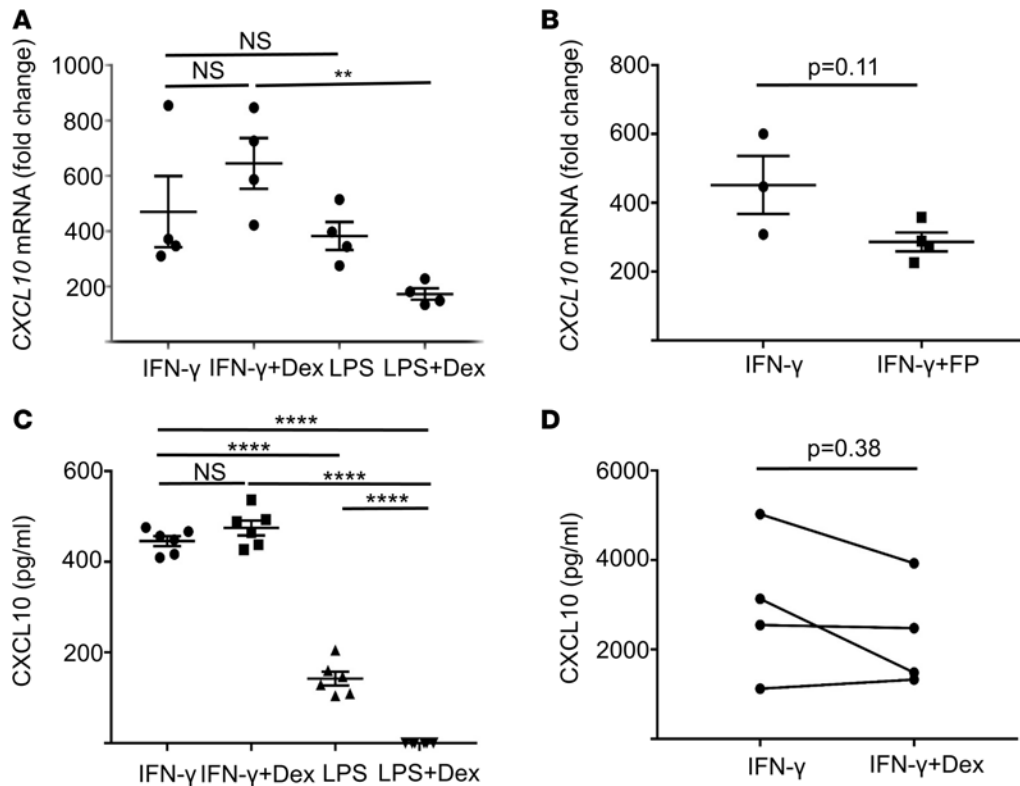 A
NS
NS
**
CXCL10 mRNA (fold change)
1000
800
600
400
200
IFN-γ
IFN-γ+Dex
LPS
LPS+Dex
B
p=0.11
CXCL10 mRNA (fold change)
800
600
400
200
IFN-γ
IFN-γ+FP
C
****
****
NS
****
****
CXCL10 (pg/ml)
600
400
200
IFN-γ
IFN-γ+Dex
LPS
LPS+Dex
D
p=0.38
CXCL10 (pg/ml)
6000
4000
2000
0
IFN-γ
IFN-γ+Dex